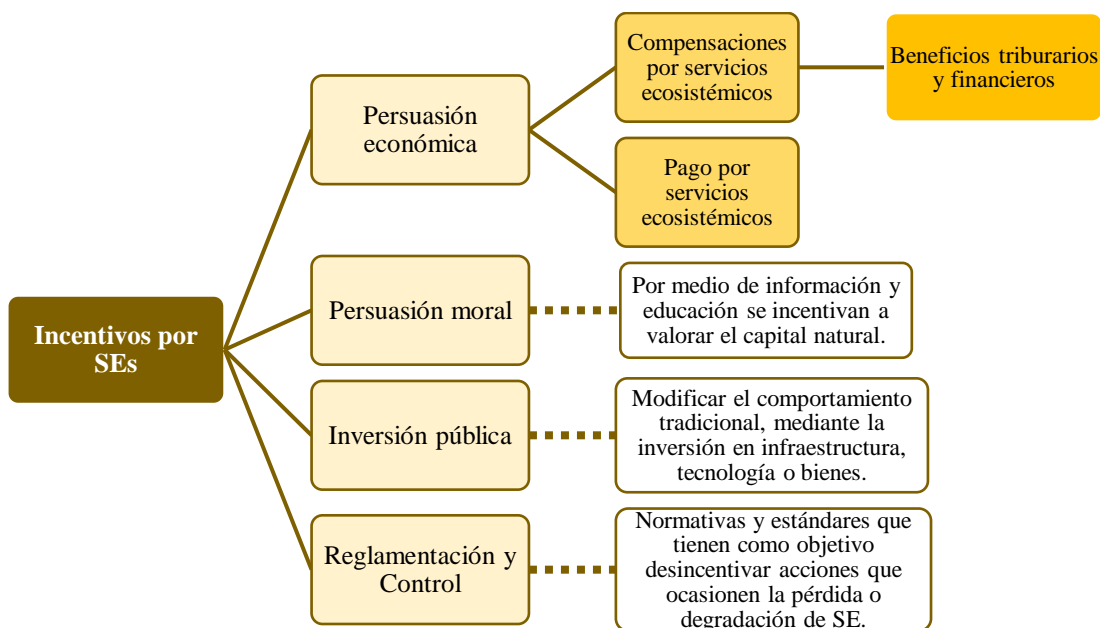 Incentivos por
SEs
Persuasión
económica
Compensaciones
por servicios
ecosistémicos
Beneficios triburarios
y financieros
Pago por
servicios
ecosistémicos
Persuasión moral
Por medio de información y
educación se incentivan a
valorar el capital natural.
Inversión pública
Modificar el comportamiento
tradicional, mediante la
inversión en infraestructura,
tecnología o bienes.
Reglamentación y
Control
Normativas y estándares que
tienen como objetivo
desincentivar acciones que
ocasionen la pérdida o
degradación de SE.